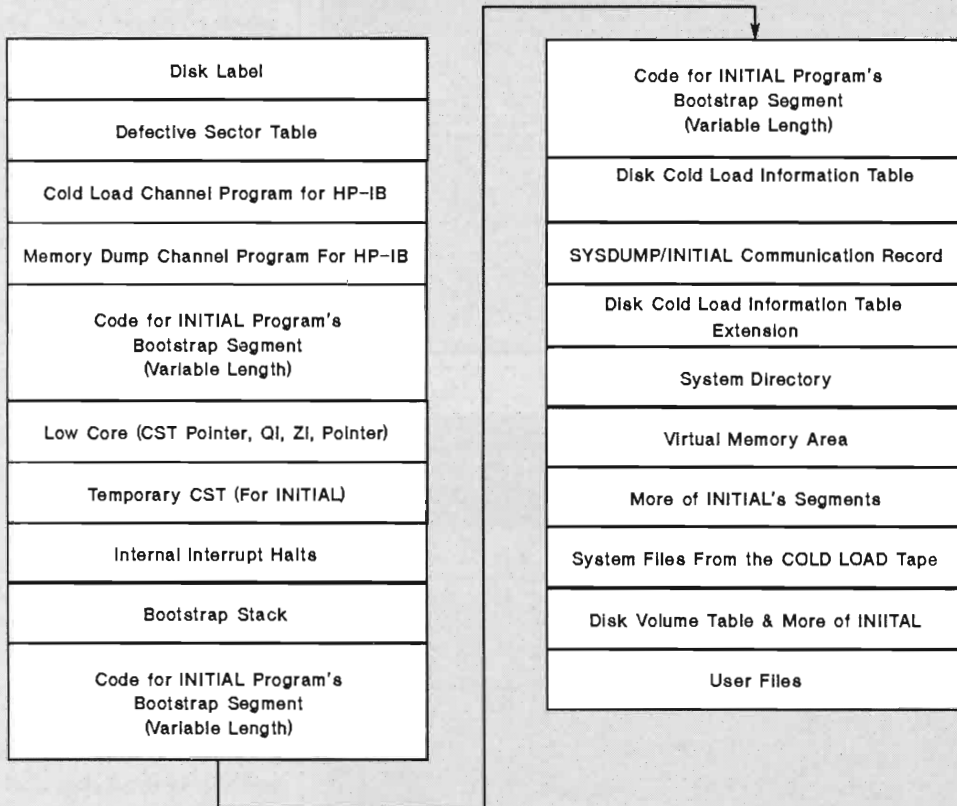 Disk Label
Defective Sector Table
Cold Load Channel Program for HP-IB
Memory Dump Channel Program For HP-IB
Code for INITIAL Program's
Bootstrap Segment
(Variable Length)
Low Core (CST Pointer, QI, ZI, Pointer)
Temporary CST (For INITIAL)
Internal Interrupt Halts
Bootstrap Stack
Code for INITIAL Program's
Bootstrap Segment
(Variable Length)
Code for INITIAL Program's
Bootstrap Segment
(Variable Length)
Disk Cold Load Information Table
SYSDUMP/INITIAL Communication Record
Disk Cold Load Information Table
Extension
System Directory
Virtual Memory Area
More of INITIAL's Segments
System Files From the COLD LOAD Tape
Disk Volume Table & More of INIITAL
User Files